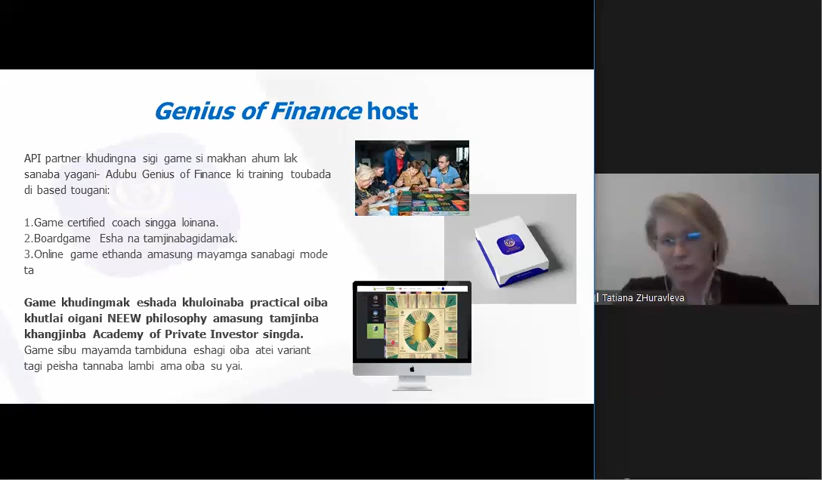 Genius of Finance host
API partner khudingna sigi game si makhan ahum lak
sanaba yagani- Adubu Genius of Finance ki training toubada
di based tougani:
1.Game certified coach singga loinana.
2.Boardgame Esha na tamjinabagidamak.
3.Online game ethanda amasung mayamga sanabagi mode
ta
Game khudingmak eshada khuloinaba practical oiba
khutlai oigani NEEW philosophy amasung tamjinba
khangjinba Academy of Private Investor singda.
Game sibu mayamda tambiduna eshagi oiba atei variant
tagi peisha tannaba lambi ama oiba su yai.
Tatiana ZHuravleva